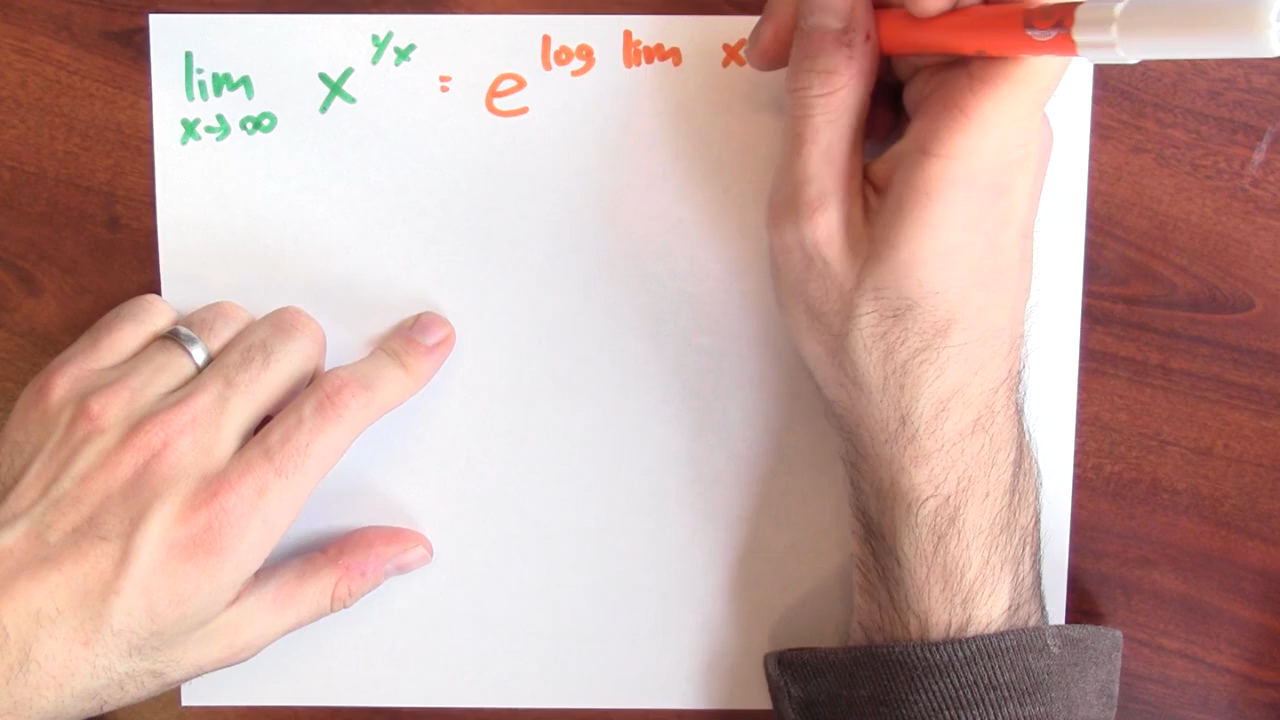 lim x^{1/x} = e^{log lim x
x→∞